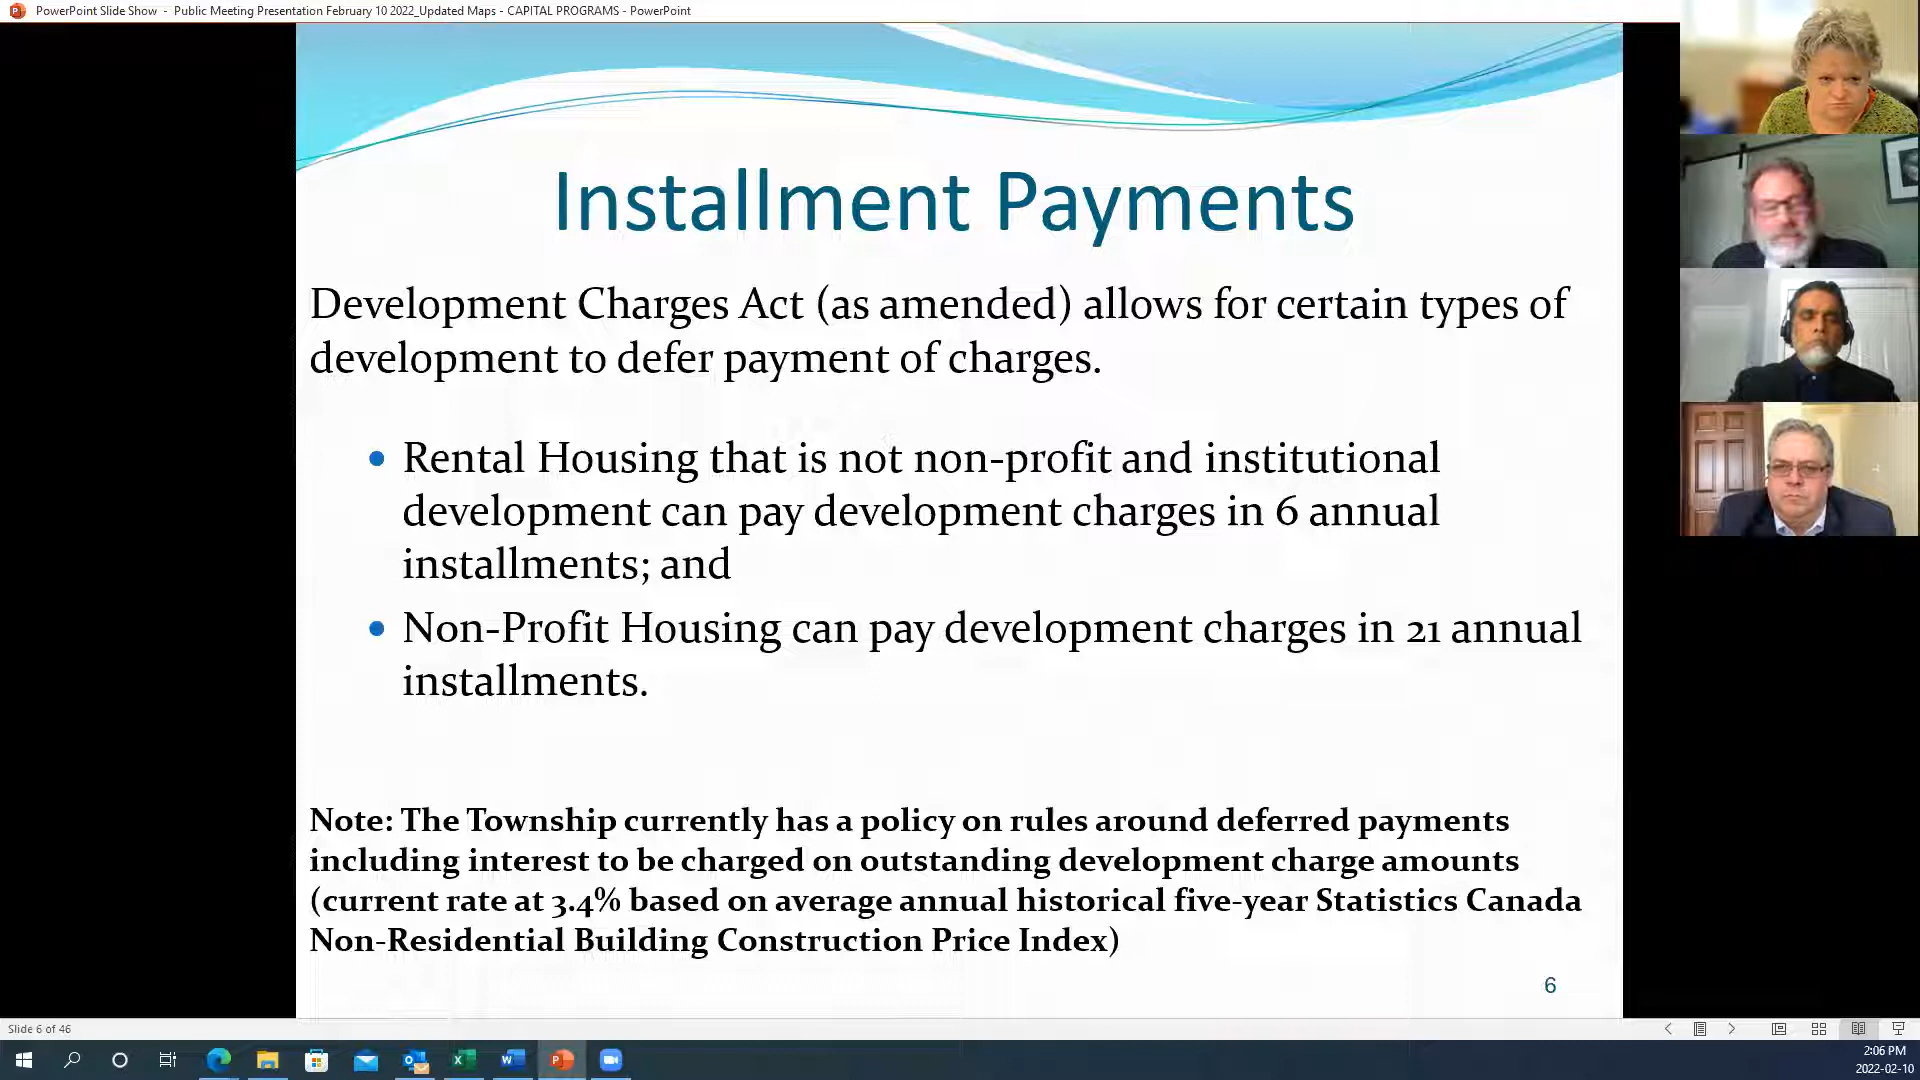 PowerPoint Slide Show - Public Meeting Presentation February 10 2022_Updated Maps - CAPITAL PROGRAMS - PowerPoint
Installment Payments
Development Charges Act (as amended) allows for certain types of
development to defer payment of charges.
Rental Housing that is not non-profit and institutional
development can pay development charges in 6 annual
installments; and
Non-Profit Housing can pay development charges in 21 annual
installments.
Note: The Township currently has a policy on rules around deferred payments
including interest to be charged on outstanding development charge amounts
(current rate at 3.4% based on average annual historical five-year Statistics Canada
Non-Residential Building Construction Price Index)
6
Slide 6 of 46
2:06 PM
2022-02-10